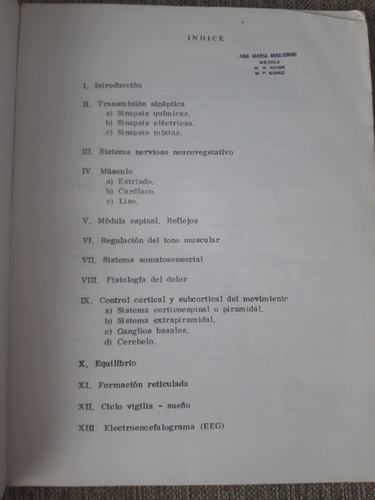 INDICE
ANA MARIA MIGLIORINI
MEDICA
I. Introducción
II. Transmisión sináptica
a) Sinapsis químicas,
b) Sinapsis eléctricas,
c) Sinapsis mixtas,
III. Sistema nervioso neurovegetativo
IV. Músculo
a) Estriado,
b) Cardíaco,
c) Liso,
V. Médula espinal. Reflejos
VI. Regulación del tono muscular
VII. Sistema somatosensorial
VIII. Fisiología del dolor
IX. Control cortical y subcortical del movimiento
a) Sistema corticoespinal o piramidal,
b) Sistema extrapiramidal,
c) Ganglios basales,
d) Cerebelo,
X. Equilibrio
XI. Formación reticulada
XII. Ciclo vigilia - sueño
XIII. Electroencefalograma (EEG)